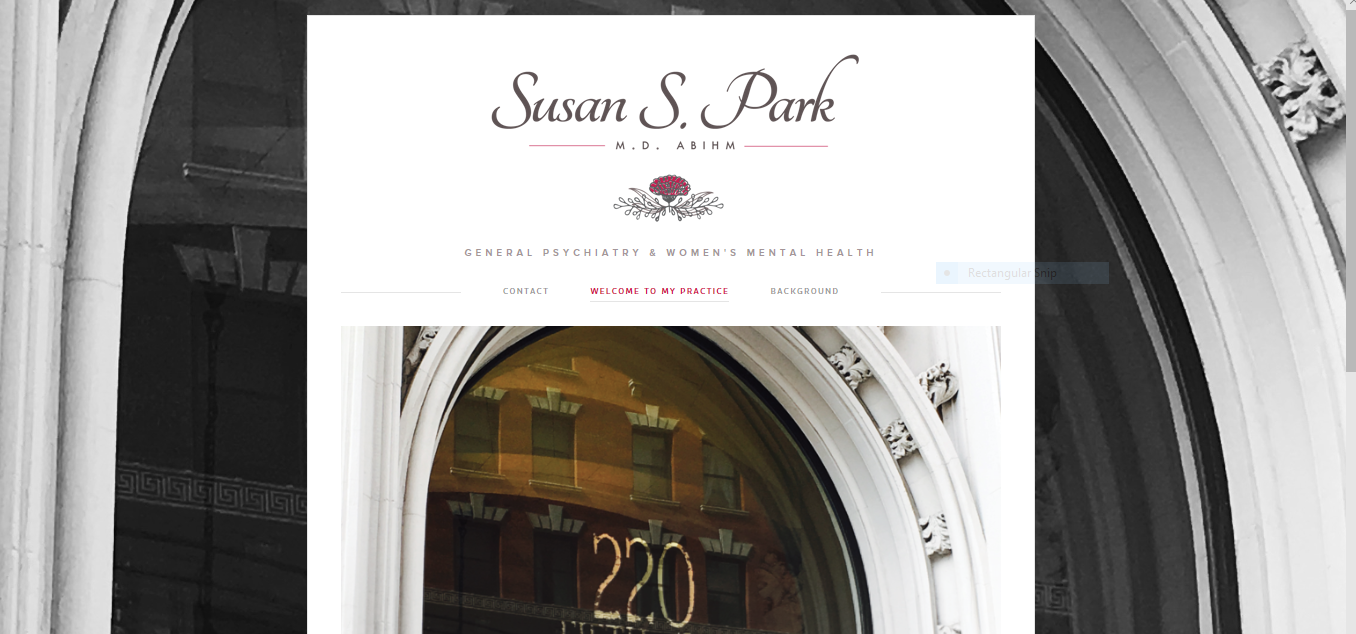 Susan S. Park
M.D. ABIHM
GENERAL PSYCHIATRY & WOMEN'S MENTAL HEALTH
Rectangular Snip
CONTACT
WELCOME TO MY PRACTICE
BACKGROUND
220